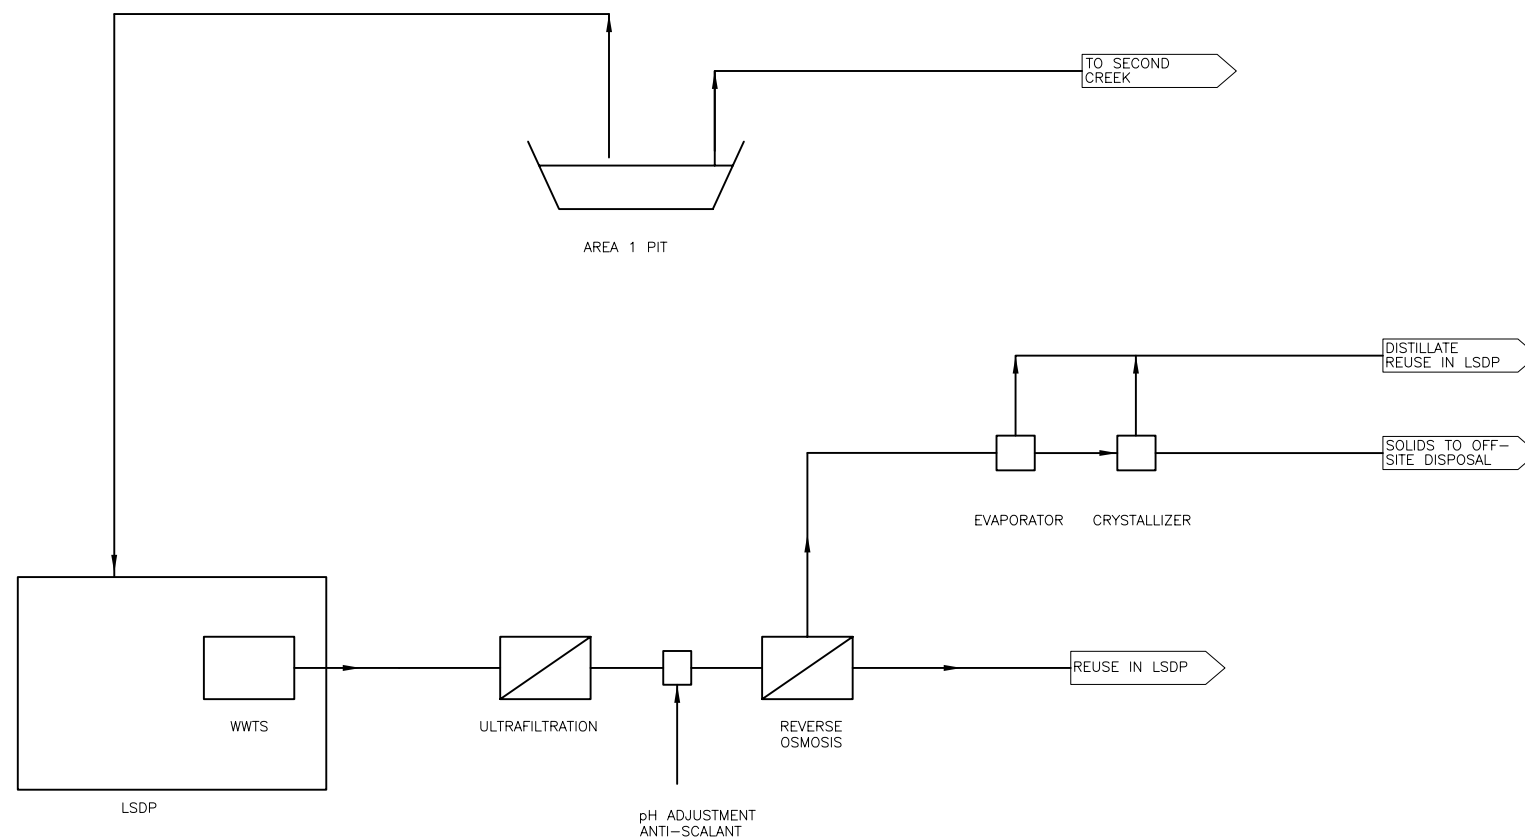 TO SECOND
CREEK
AREA 1 PIT
DISTILLATE
REUSE IN LSDP
SOLIDS TO OFF-
SITE DISPOSAL
EVAPORATOR
CRYSTALLIZER
REUSE IN LSDP
WWTS
ULTRAFILTRATION
REVERSE
OSMOSIS
LSDP
pH ADJUSTMENT
ANTI-SCALANT